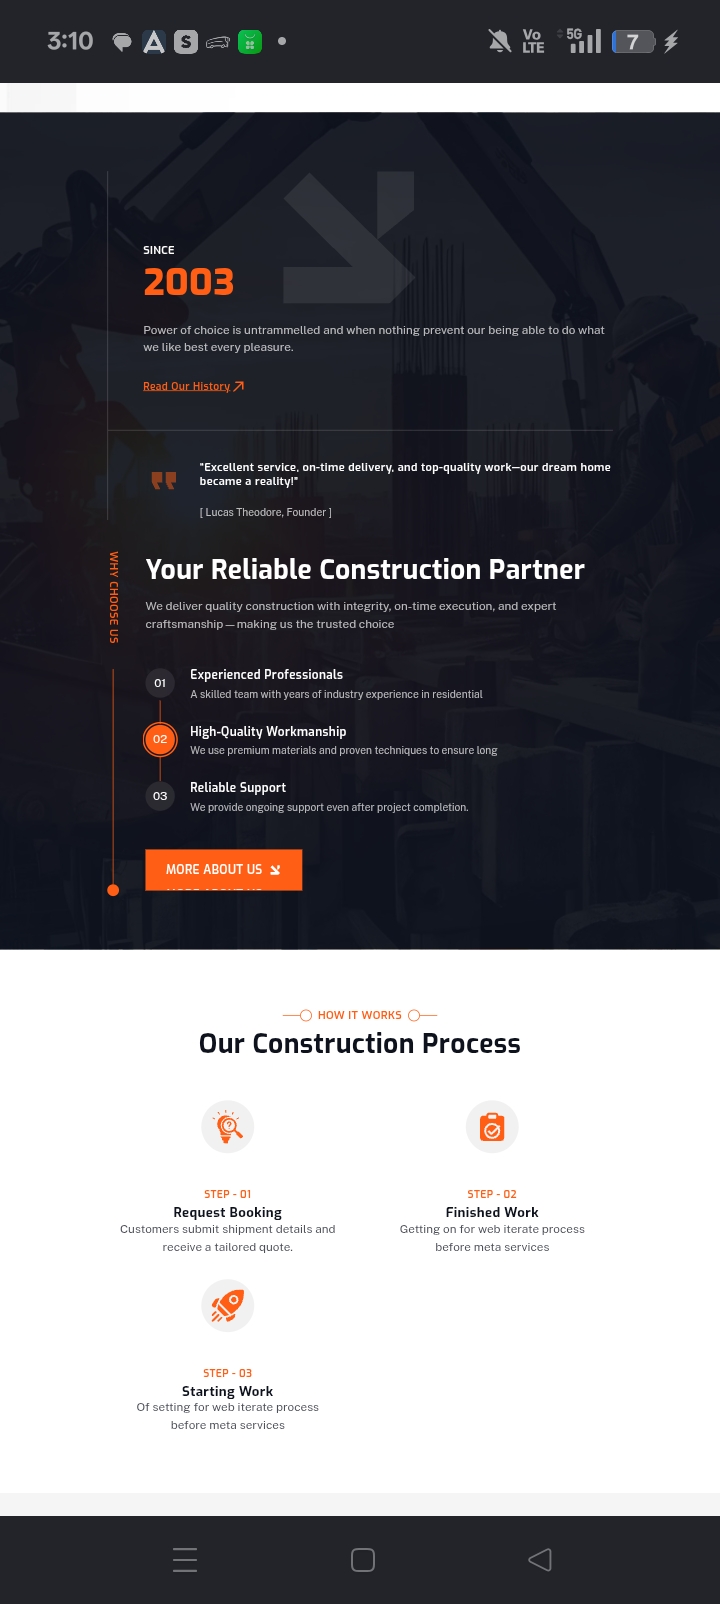 3:10
Vo
LTE
5G
7
SINCE
2003
Power of choice is untrammelled and when nothing prevent our being able to do what
we like best every pleasure.
Read Our History
"Excellent service, on-time delivery, and top-quality work—our dream home
became a reality!"
[ Lucas Theodore, Founder ]
WHY CHOOSE US
Your Reliable Construction Partner
We deliver quality construction with integrity, on-time execution, and expert
craftsmanship — making us the trusted choice
01
Experienced Professionals
A skilled team with years of industry experience in residential
02
High-Quality Workmanship
We use premium materials and proven techniques to ensure long
03
Reliable Support
We provide ongoing support even after project completion.
MORE ABOUT US
HOW IT WORKS
Our Construction Process
STEP - 01
Request Booking
Customers submit shipment details and
receive a tailored quote.
STEP - 02
Finished Work
Getting on for web iterate process
before meta services
STEP - 03
Starting Work
Of setting for web iterate process
before meta services